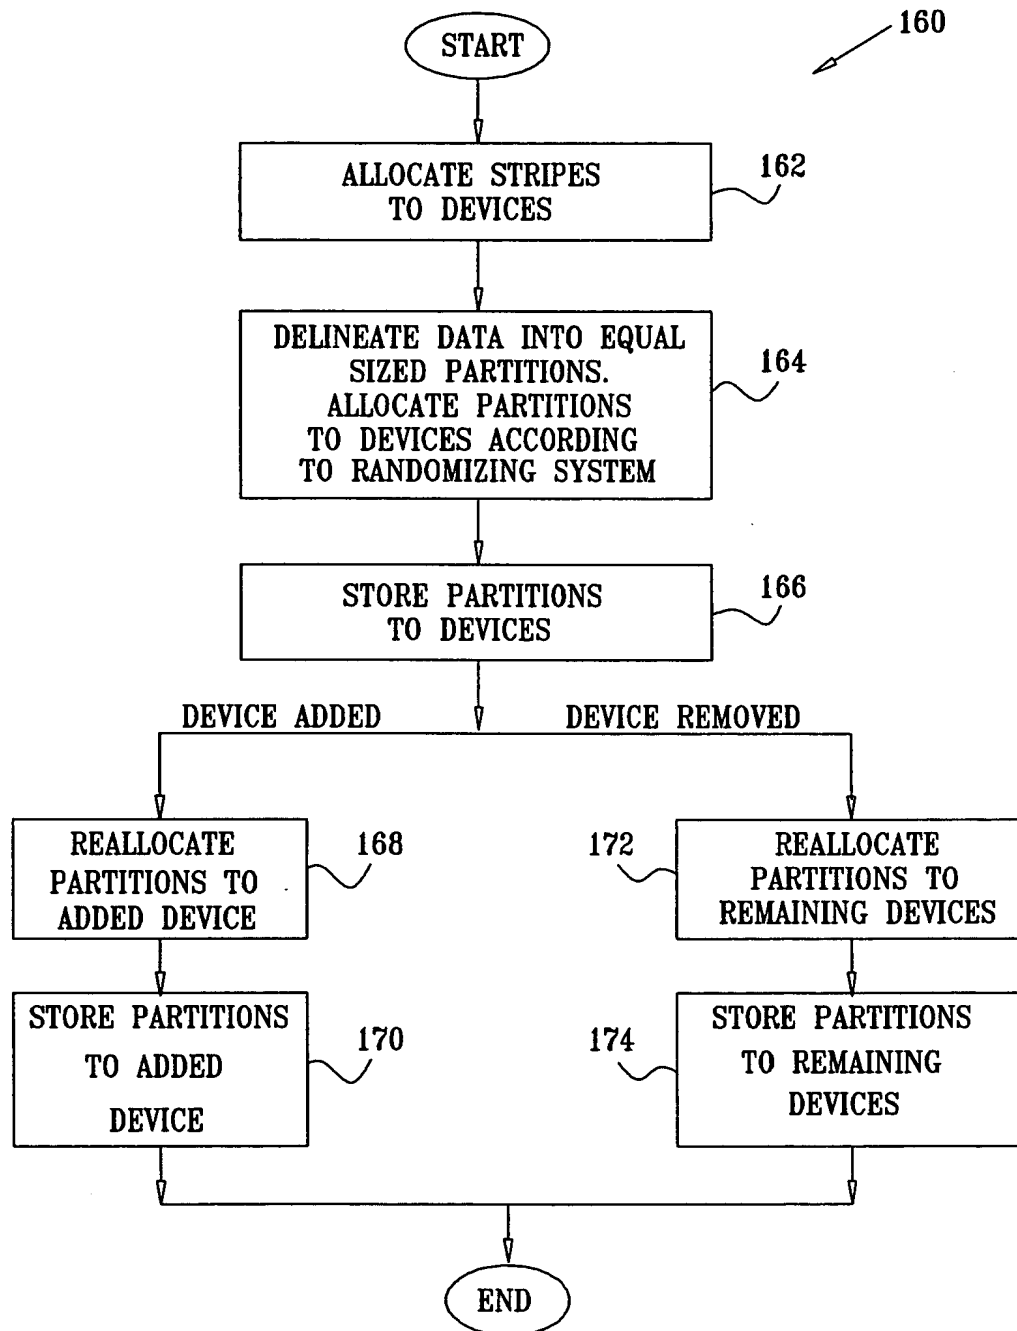 START
160
ALLOCATE STRIPES
TO DEVICES
162
DELINEATE DATA INTO EQUAL
SIZED PARTITIONS.
ALLOCATE PARTITIONS
TO DEVICES ACCORDING
TO RANDOMIZING SYSTEM
164
STORE PARTITIONS
TO DEVICES
166
DEVICE ADDED
DEVICE REMOVED
REALLOCATE
PARTITIONS TO
ADDED DEVICE
168
172
REALLOCATE
PARTITIONS TO
REMAINING DEVICES
STORE PARTITIONS
TO ADDED
DEVICE
170
174
STORE PARTITIONS
TO REMAINING
DEVICES
END